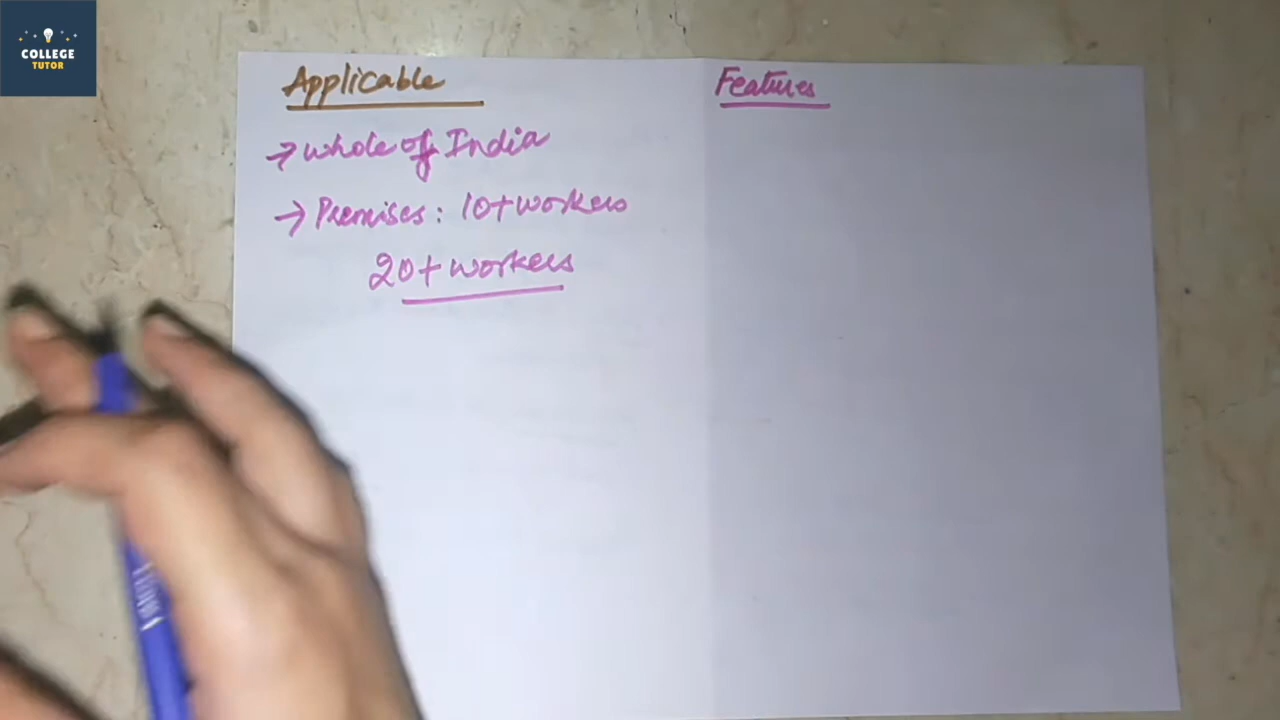 COLLEGE
TUTOR
Applicable
→ whole of India
→ Premises: 10+ workers
20+ workers
Features